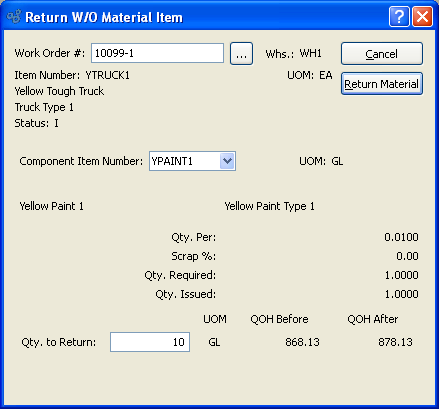 Return W/O Material Item
Work Order #: 10099-1 ... Whs.: WH1 Cancel
Item Number: YTRUCK1 UOM: EA Return Material
Yellow Tough Truck
Truck Type 1
Status: I
Component Item Number: YPAINT1 UOM: GL
Yellow Paint 1 Yellow Paint Type 1
Qty. Per: 0.0100
Scrap %: 0.00
Qty. Required: 1.0000
Qty. Issued: 1.0000
UOM QOH Before QOH After
Qty. to Return: 10 GL 868.13 878.13